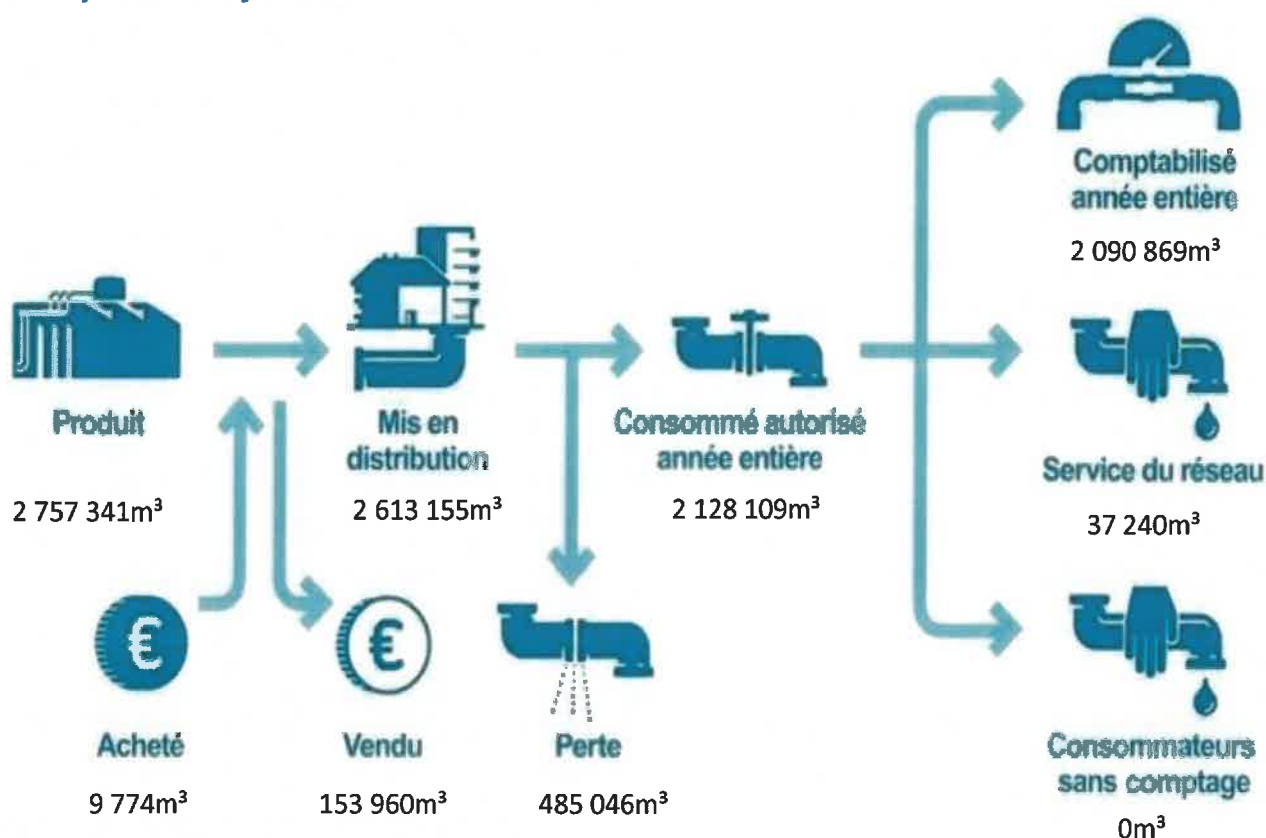 Comptabilisé
année entière
2 090 869m³
Produit
2 757 341m³
Mis en
distribution
2 613 155m³
Consommé autorisé
année entière
2 128 109m³
Service du réseau
37 240m³
€
Acheté
9 774m³
€
Vendu
153 960m³
Perte
485 046m³
Consommateurs
sans comptage
0m³